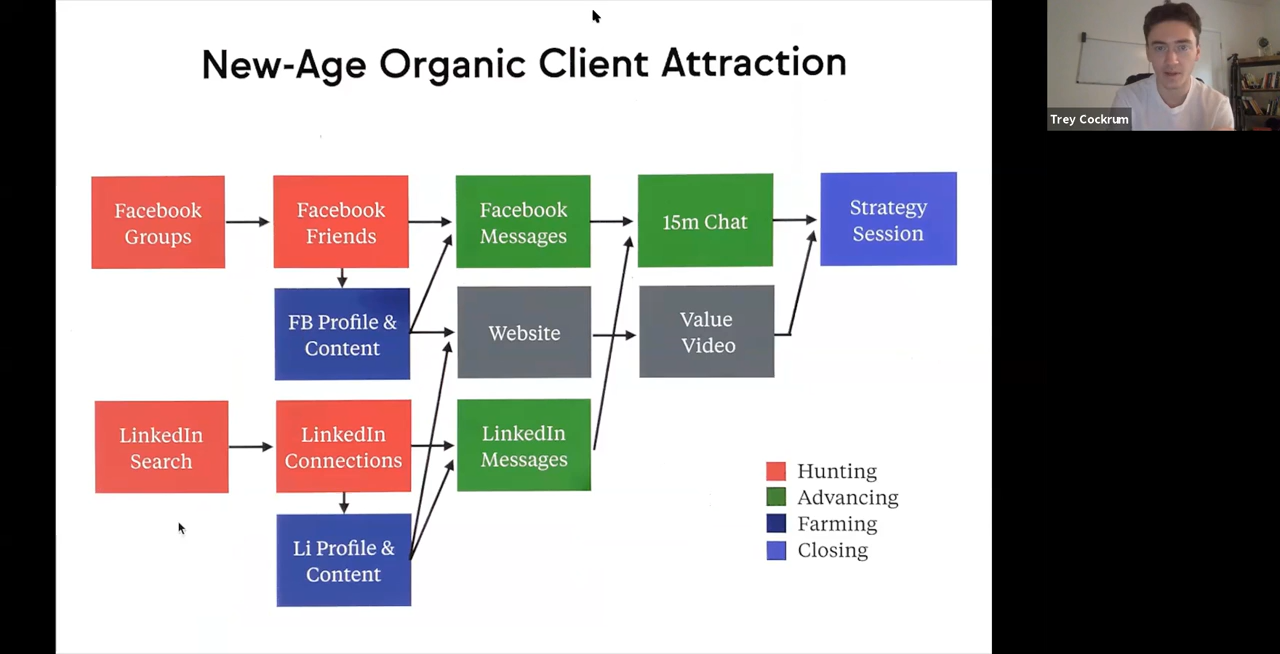 New-Age Organic Client Attraction
Trey Cockrum
Facebook
Groups
Facebook
Friends
Facebook
Messages
15m Chat
Strategy
Session
FB Profile &
Content
Website
Value
Video
LinkedIn
Search
LinkedIn
Connections
LinkedIn
Messages
Li Profile &
Content
Hunting
Advancing
Farming
Closing